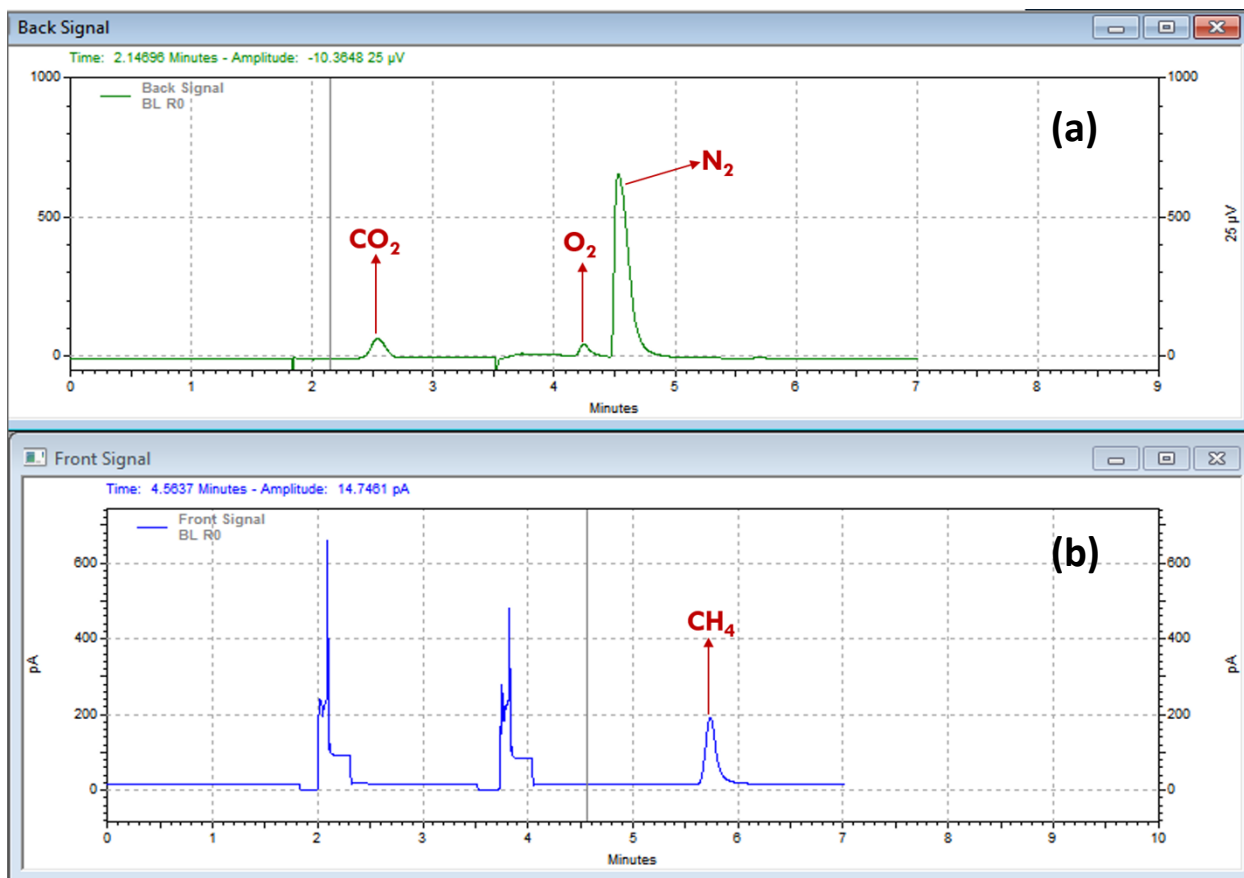 Back Signal
Time: 2.14696 Minutes - Amplitude: -10.3648 25 µV
1000
1000
Back Signal
BL R0
(a)
N2
500
500
25 µV
CO2
O2
0
0
0 1 2 3 4 5 6 7 8 9
Minutes
Front Signal
Time: 4.5637 Minutes - Amplitude: 14.7461 pA
Front Signal
BL R0
(b)
600
600
CH4
400
400
pA
pA
200
200
0
0
0 1 2 3 4 5 6 7 8 9 10
Minutes